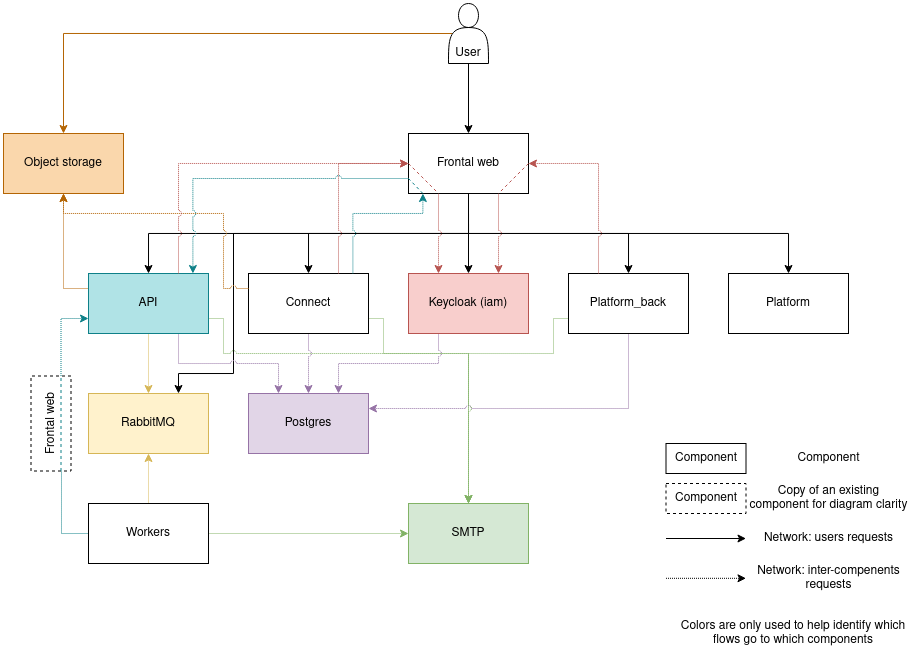 User
Object storage
Frontal web
API
Connect
Keycloak (iam)
Platform_back
Platform
Frontal web
RabbitMQ
Postgres
Workers
SMTP
Component
Component
Component
Copy of an existing
component for diagram clarity
Network: users requests
Network: inter-compenents
requests
Colors are only used to help identify which
flows go to which components